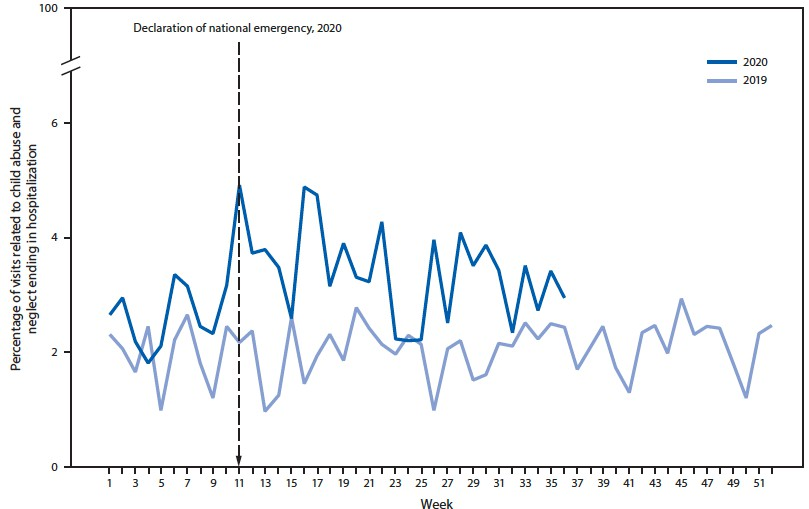 100
Declaration of national emergency, 2020
2020
2019
6
4
2
0
Percentage of visits related to child abuse and
neglect ending in hospitalization
1 3 5 7 9 11 13 15 17 19 21 23 25 27 29 31 33 35 37 39 41 43 45 47 49 51
Week